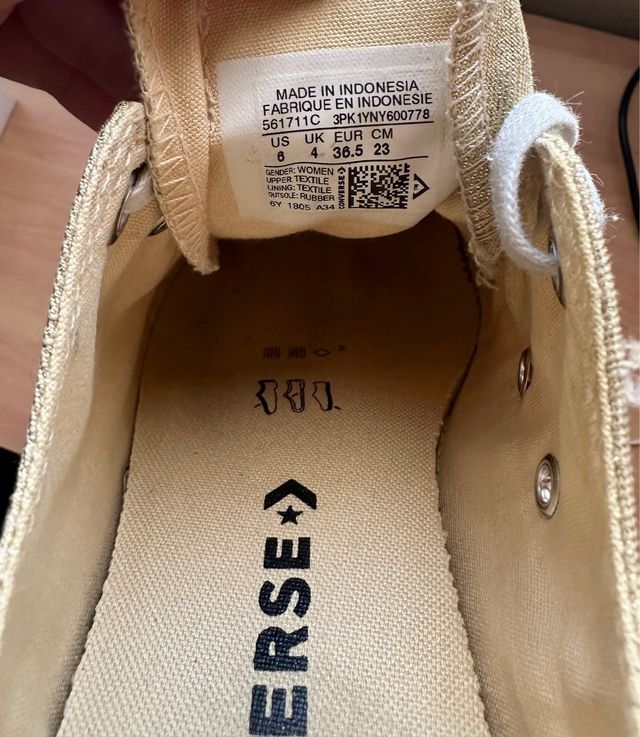 MADE IN INDONESIA
FABRIQUE EN INDONESIE
561711C 3PK1YNY600778
US UK EUR CM
6 4 36.5 23
GENDER: WOMEN
UPPER TEXTILE
LINING: TEXTILE
OUTSOLE: RUBBER
6Y 1805 A34
CONVERSE
ERSE